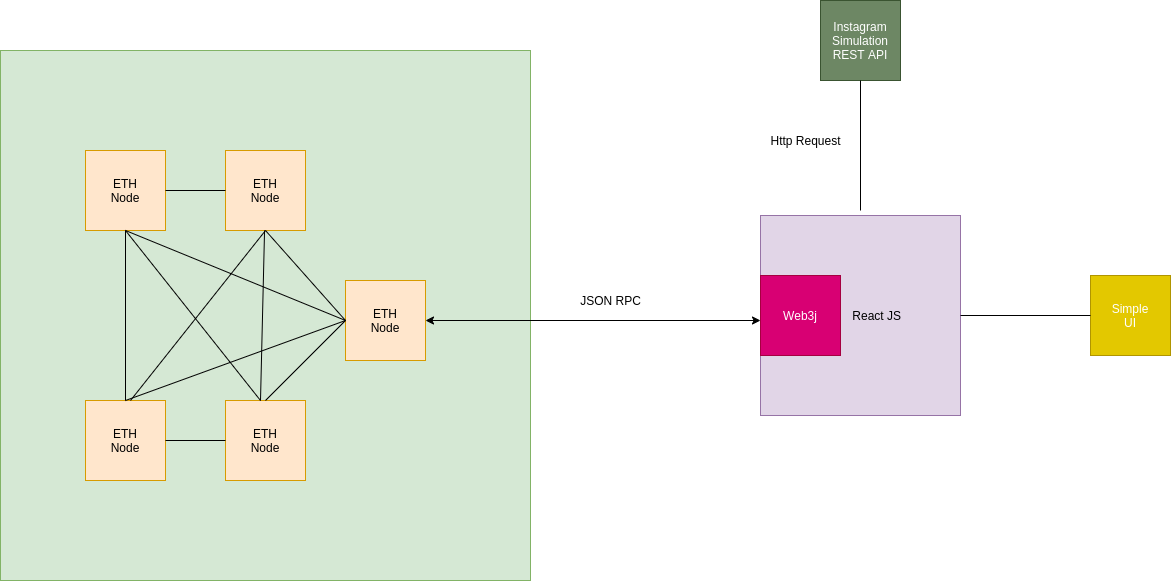 Instagram
Simulation
REST API
Http Request
ETH
Node
ETH
Node
ETH
Node
JSON RPC
Web3j
React JS
Simple
UI
ETH
Node
ETH
Node